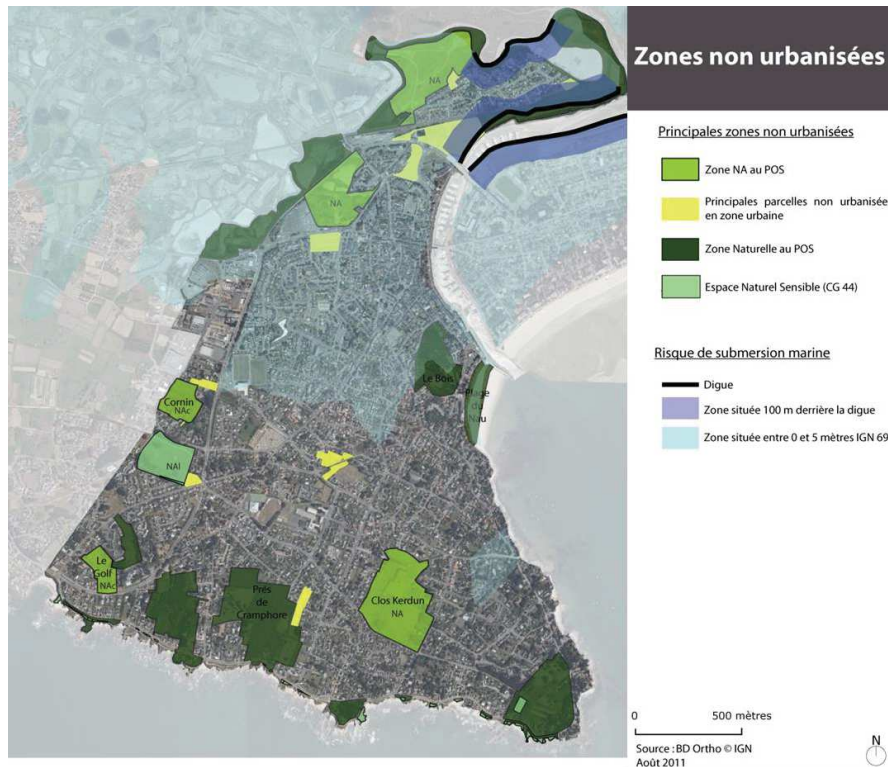 Zones non urbanisées
Principales zones non urbanisées
Zone NA au POS
Principales parcelles non urbanisée
en zone urbaine
Zone Naturelle au POS
Espace Naturel Sensible (CG 44)
Risque de submersion marine
Digue
Zone située 100 m derrière la digue
Zone située entre 0 et 5 mètres IGN 69
0 500 mètres
Source : BD Ortho © IGN
Août 2011
N
NA
NA
Le Bois
Plage
du
Nau
Cornin
NAc
NAl
Le
Golf
NAc
Prés
de
Cramphore
Clos Kerdun
NA